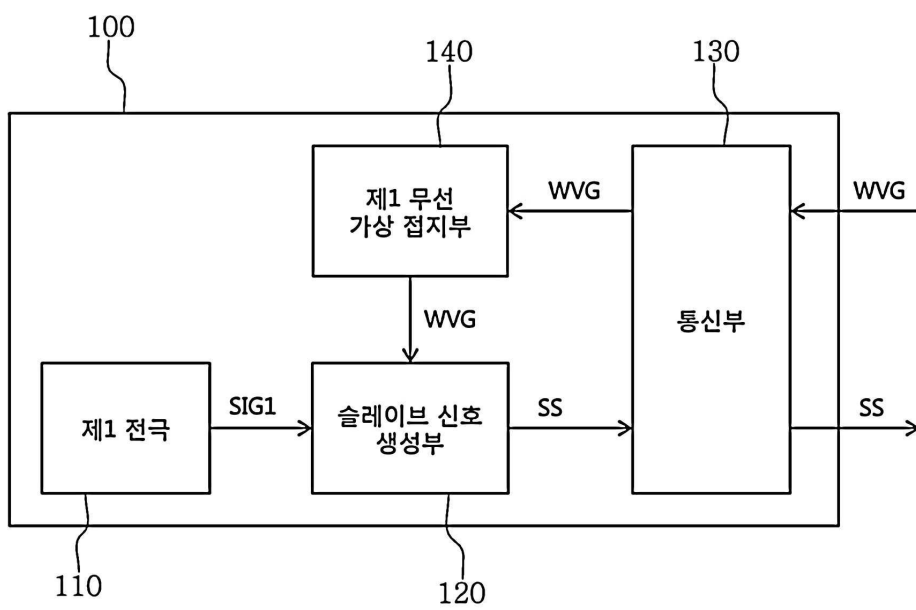 100
140
130
제1 무선
가상 접지부
WVG
WVG
WVG
통신부
제1 전극
SIG1
슬레이브 신호
생성부
SS
SS
110
120